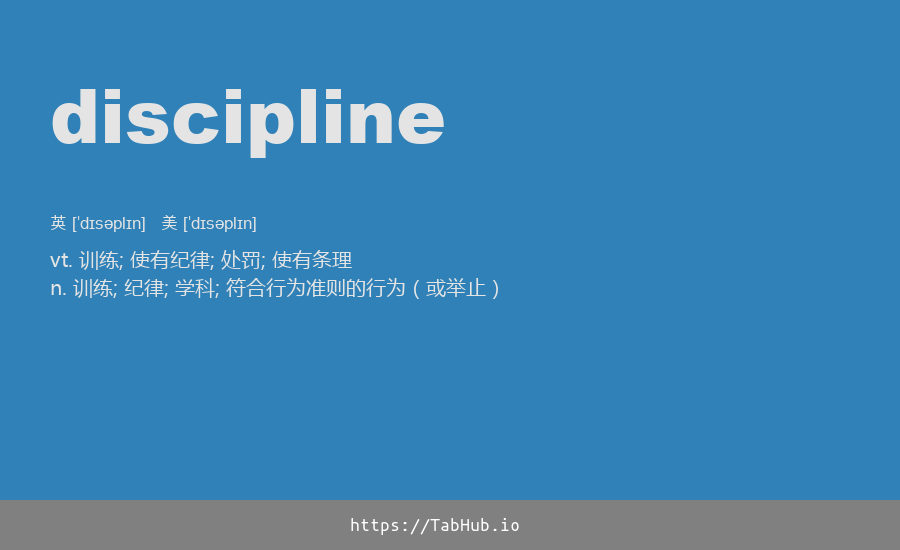 discipline
英 [ˈdɪsəplɪn]   美 [ˈdɪsəplɪn]
vt. 训练; 使有纪律; 处罚; 使有条理
n. 训练; 纪律; 学科; 符合行为准则的行为 ( 或举止 )
https://TabHub.io